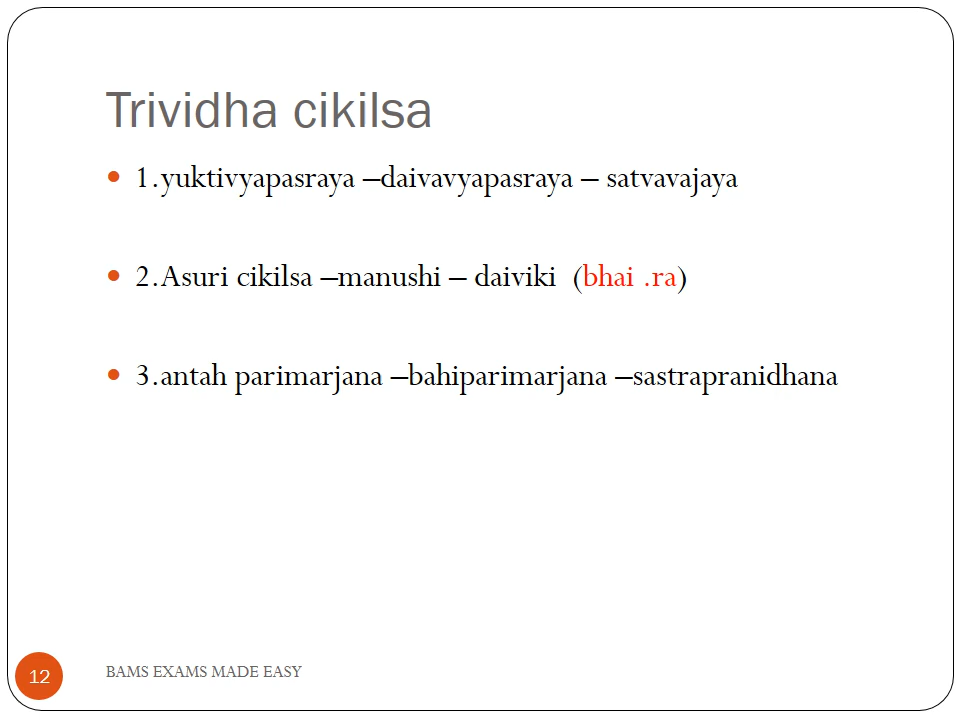 Trividha cikilsa
• 1.yuktivyapasraya –daivavyapasraya – satvavajaya
• 2.Asuri cikilsa –manushi – daiviki (bhai .ra)
• 3.antah parimarjana –bahiparimarjana –sastrapranidhana
12 BAMS EXAMS MADE EASY